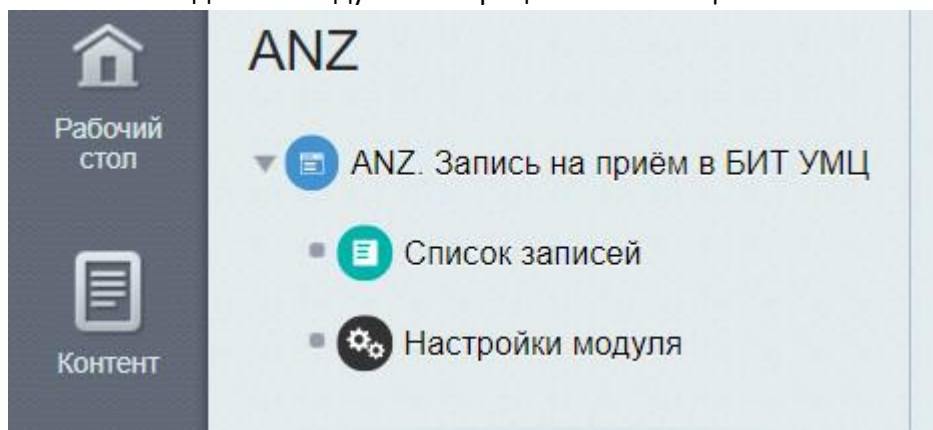 ANZ
Рабочий
стол
ANZ. Запись на приём в БИТ УМЦ
Список записей
Контент
Настройки модуля